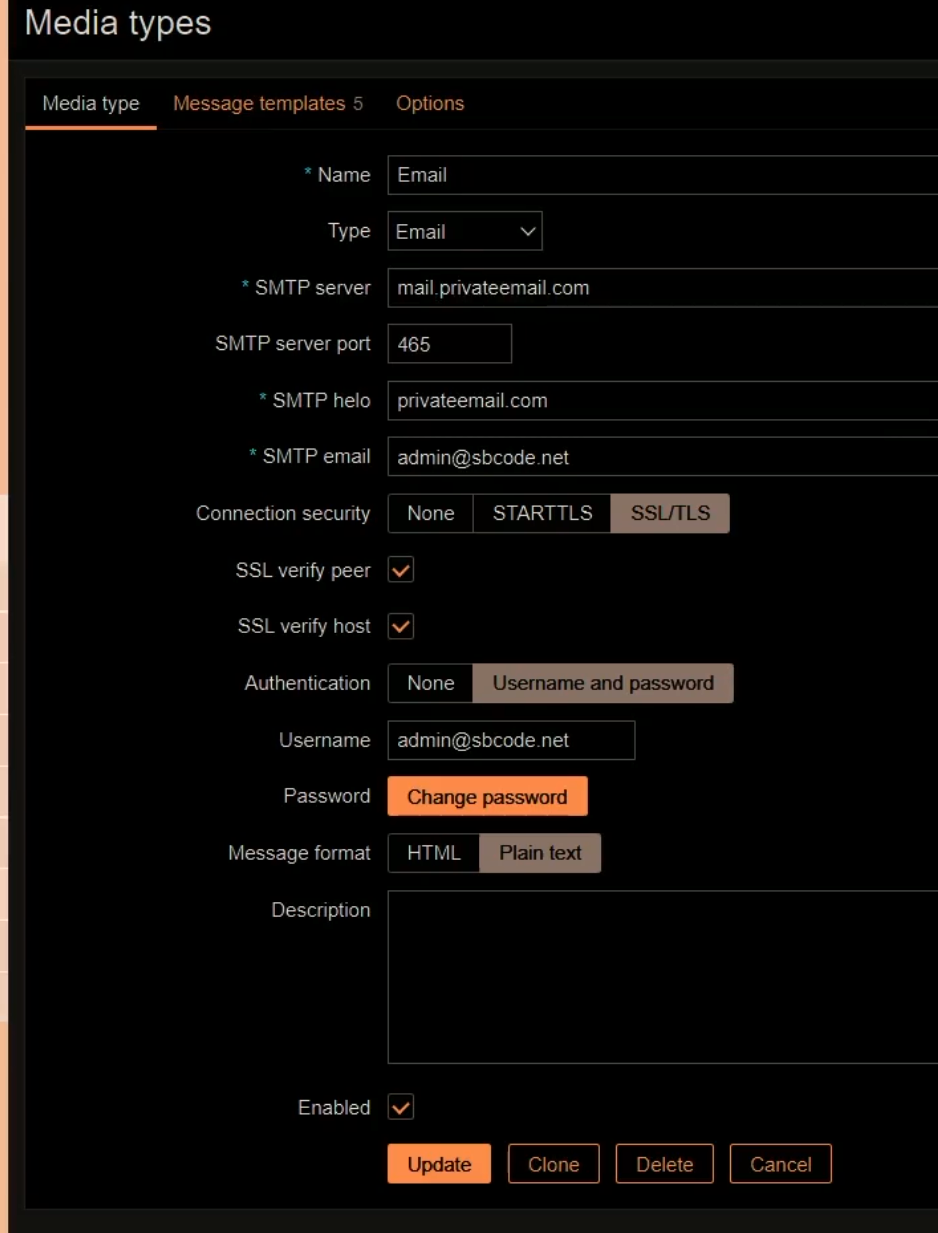 Media types
Media type Message templates 5 Options
* Name Email
Type Email
* SMTP server mail.privateemail.com
SMTP server port 465
* SMTP helo privateemail.com
* SMTP email admin@sbcode.net
Connection security None STARTTLS SSL/TLS
SSL verify peer
SSL verify host
Authentication None Username and password
Username admin@sbcode.net
Password Change password
Message format HTML Plain text
Description
Enabled
Update Clone Delete Cancel